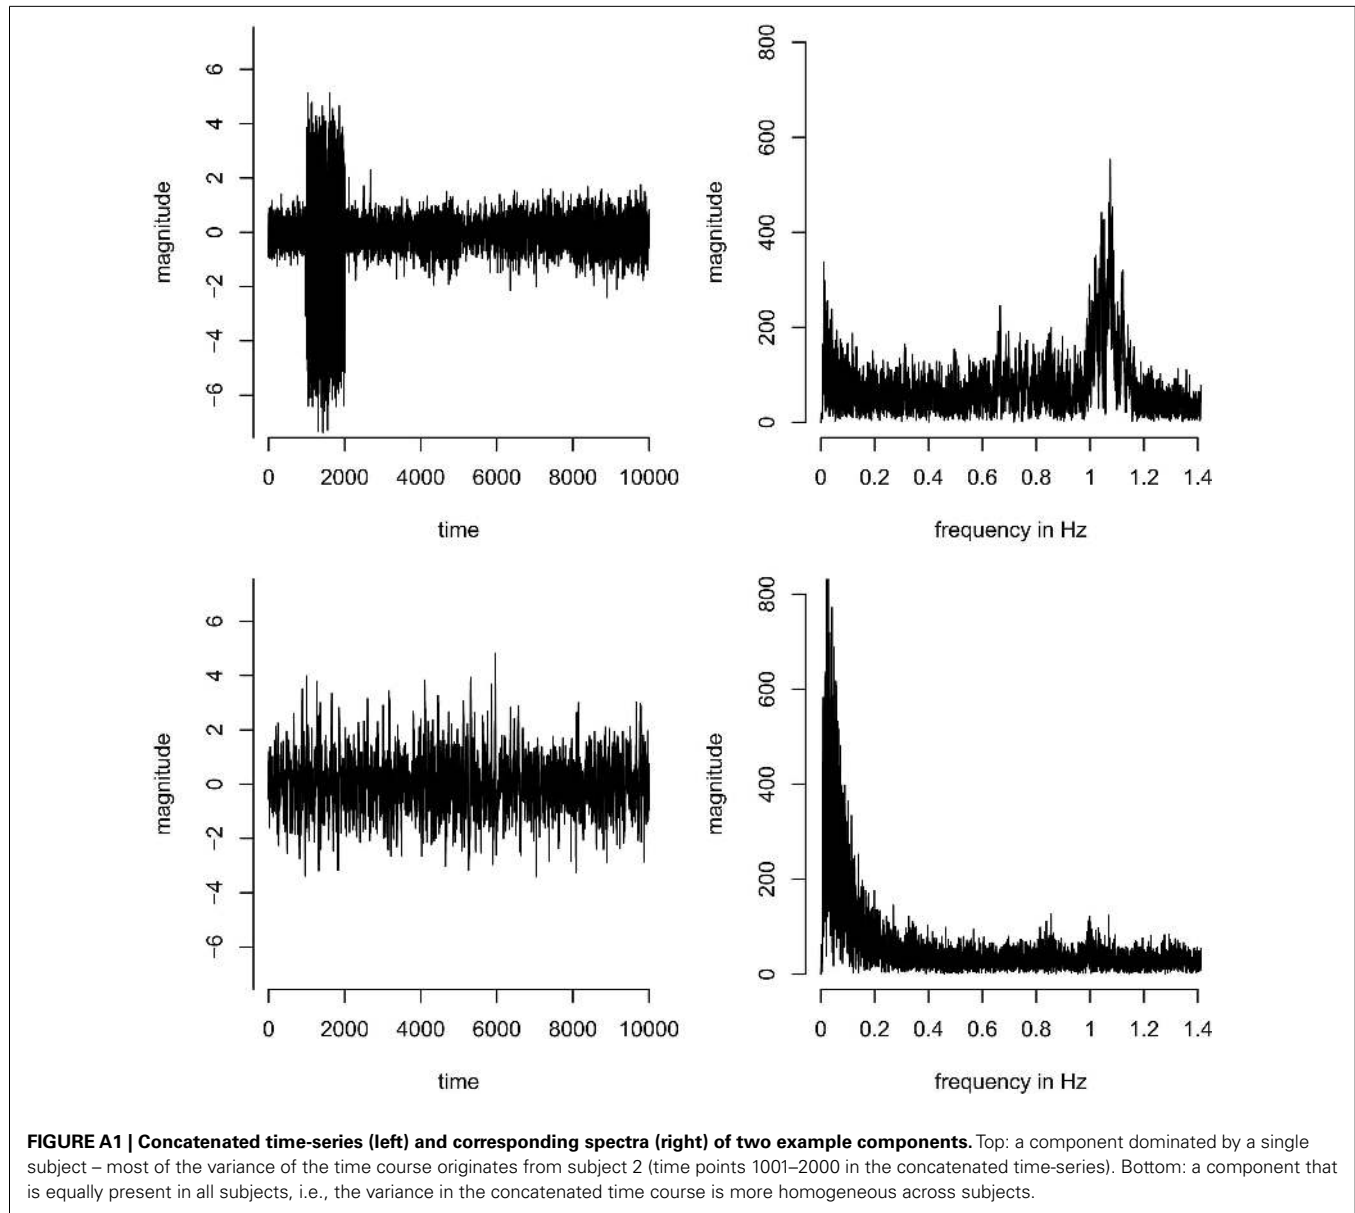 6
4
2
0
−2
−4
−6
magnitude
0 2000 4000 6000 8000 10000
time
800
600
400
200
0
magnitude
0 0.2 0.4 0.6 0.8 1 1.2 1.4
frequency in Hz
6
4
2
0
−2
−4
−6
magnitude
0 2000 4000 6000 8000 10000
time
800
600
400
200
0
magnitude
0 0.2 0.4 0.6 0.8 1 1.2 1.4
frequency in Hz
FIGURE A1 | Concatenated time-series (left) and corresponding spectra (right) of two example components. Top: a component dominated by a single
subject – most of the variance of the time course originates from subject 2 (time points 1001–2000 in the concatenated time-series). Bottom: a component that
is equally present in all subjects, i.e., the variance in the concatenated time course is more homogeneous across subjects.